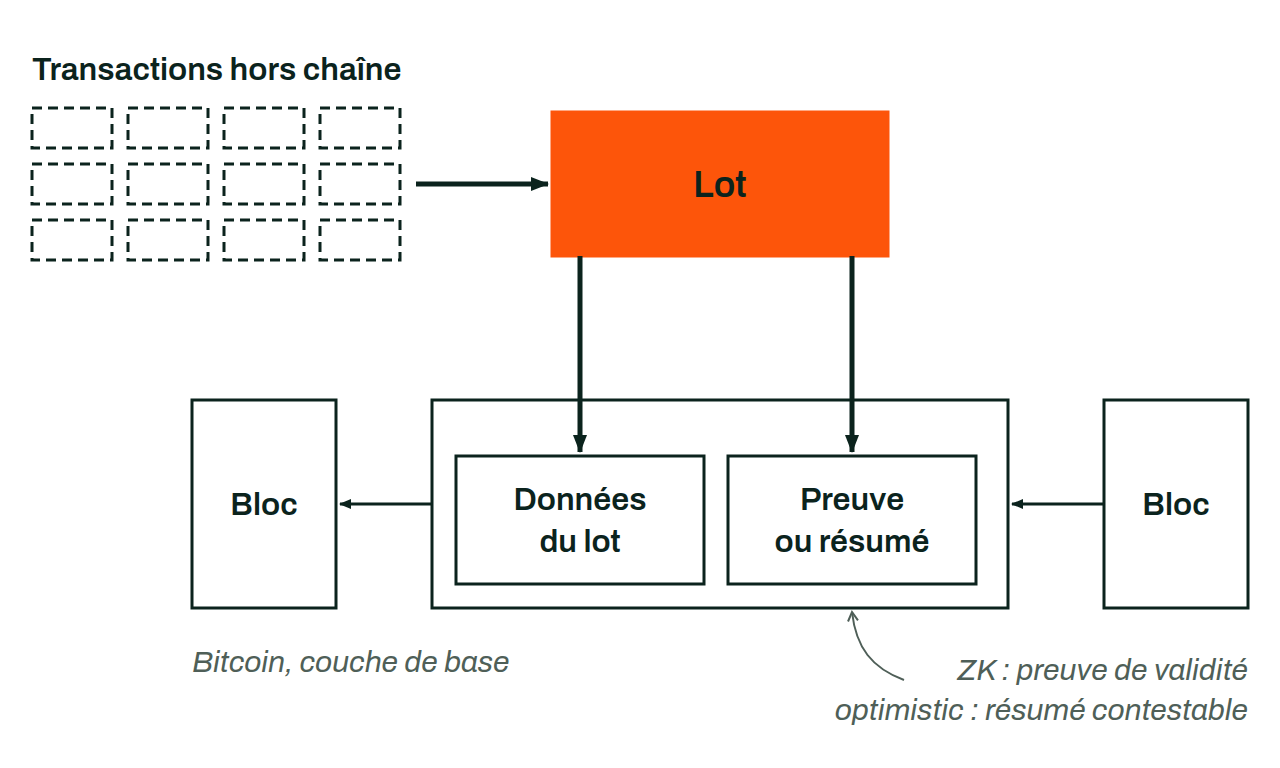 Transactions hors chaîne
Lot
Bloc
Données
du lot
Preuve
ou résumé
Bloc
Bitcoin, couche de base
ZK : preuve de validité
optimistic : résumé contestable